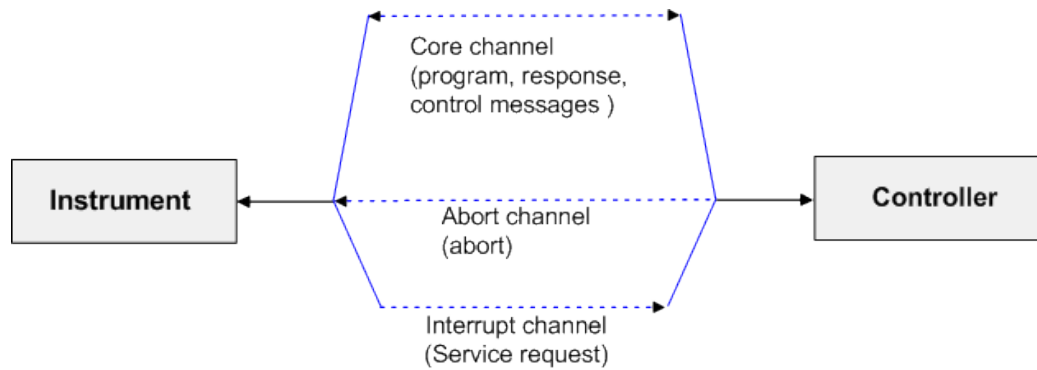 Core channel
(program, response,
control messages )
Instrument
Controller
Abort channel
(abort)
Interrupt channel
(Service request)